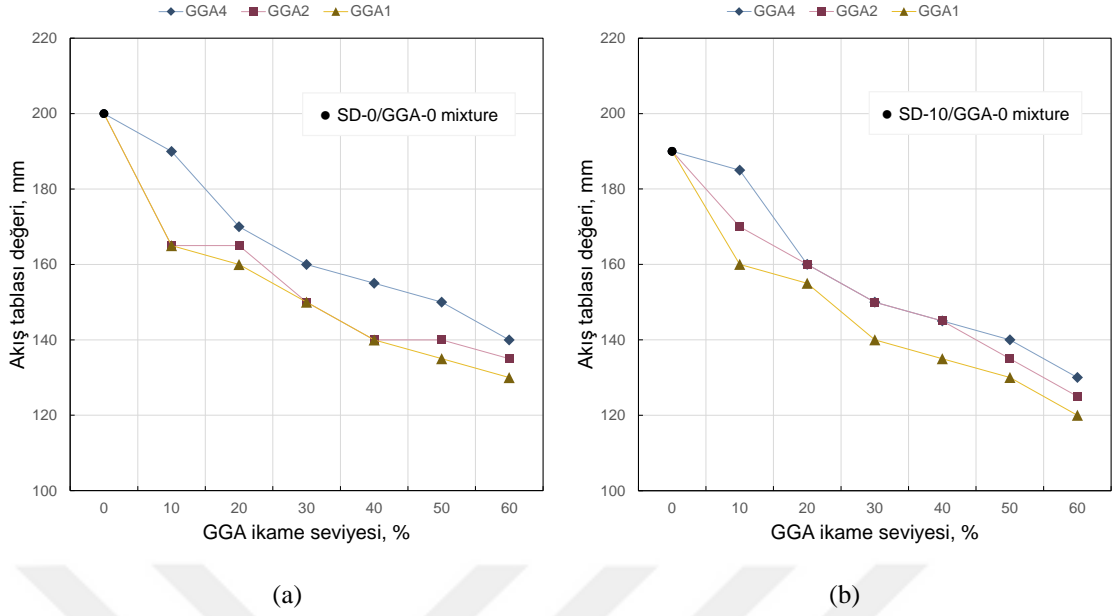 GGA4 GGA2 GGA1
220
200
180
160
140
120
100
SD-0/GGA-0 mixture
Akış tablası değeri, mm
0 10 20 30 40 50 60
GGA ikame seviyesi, %
(a)
GGA4 GGA2 GGA1
220
200
180
160
140
120
100
SD-10/GGA-0 mixture
Akış tablası değeri, mm
0 10 20 30 40 50 60
GGA ikame seviyesi, %
(b)